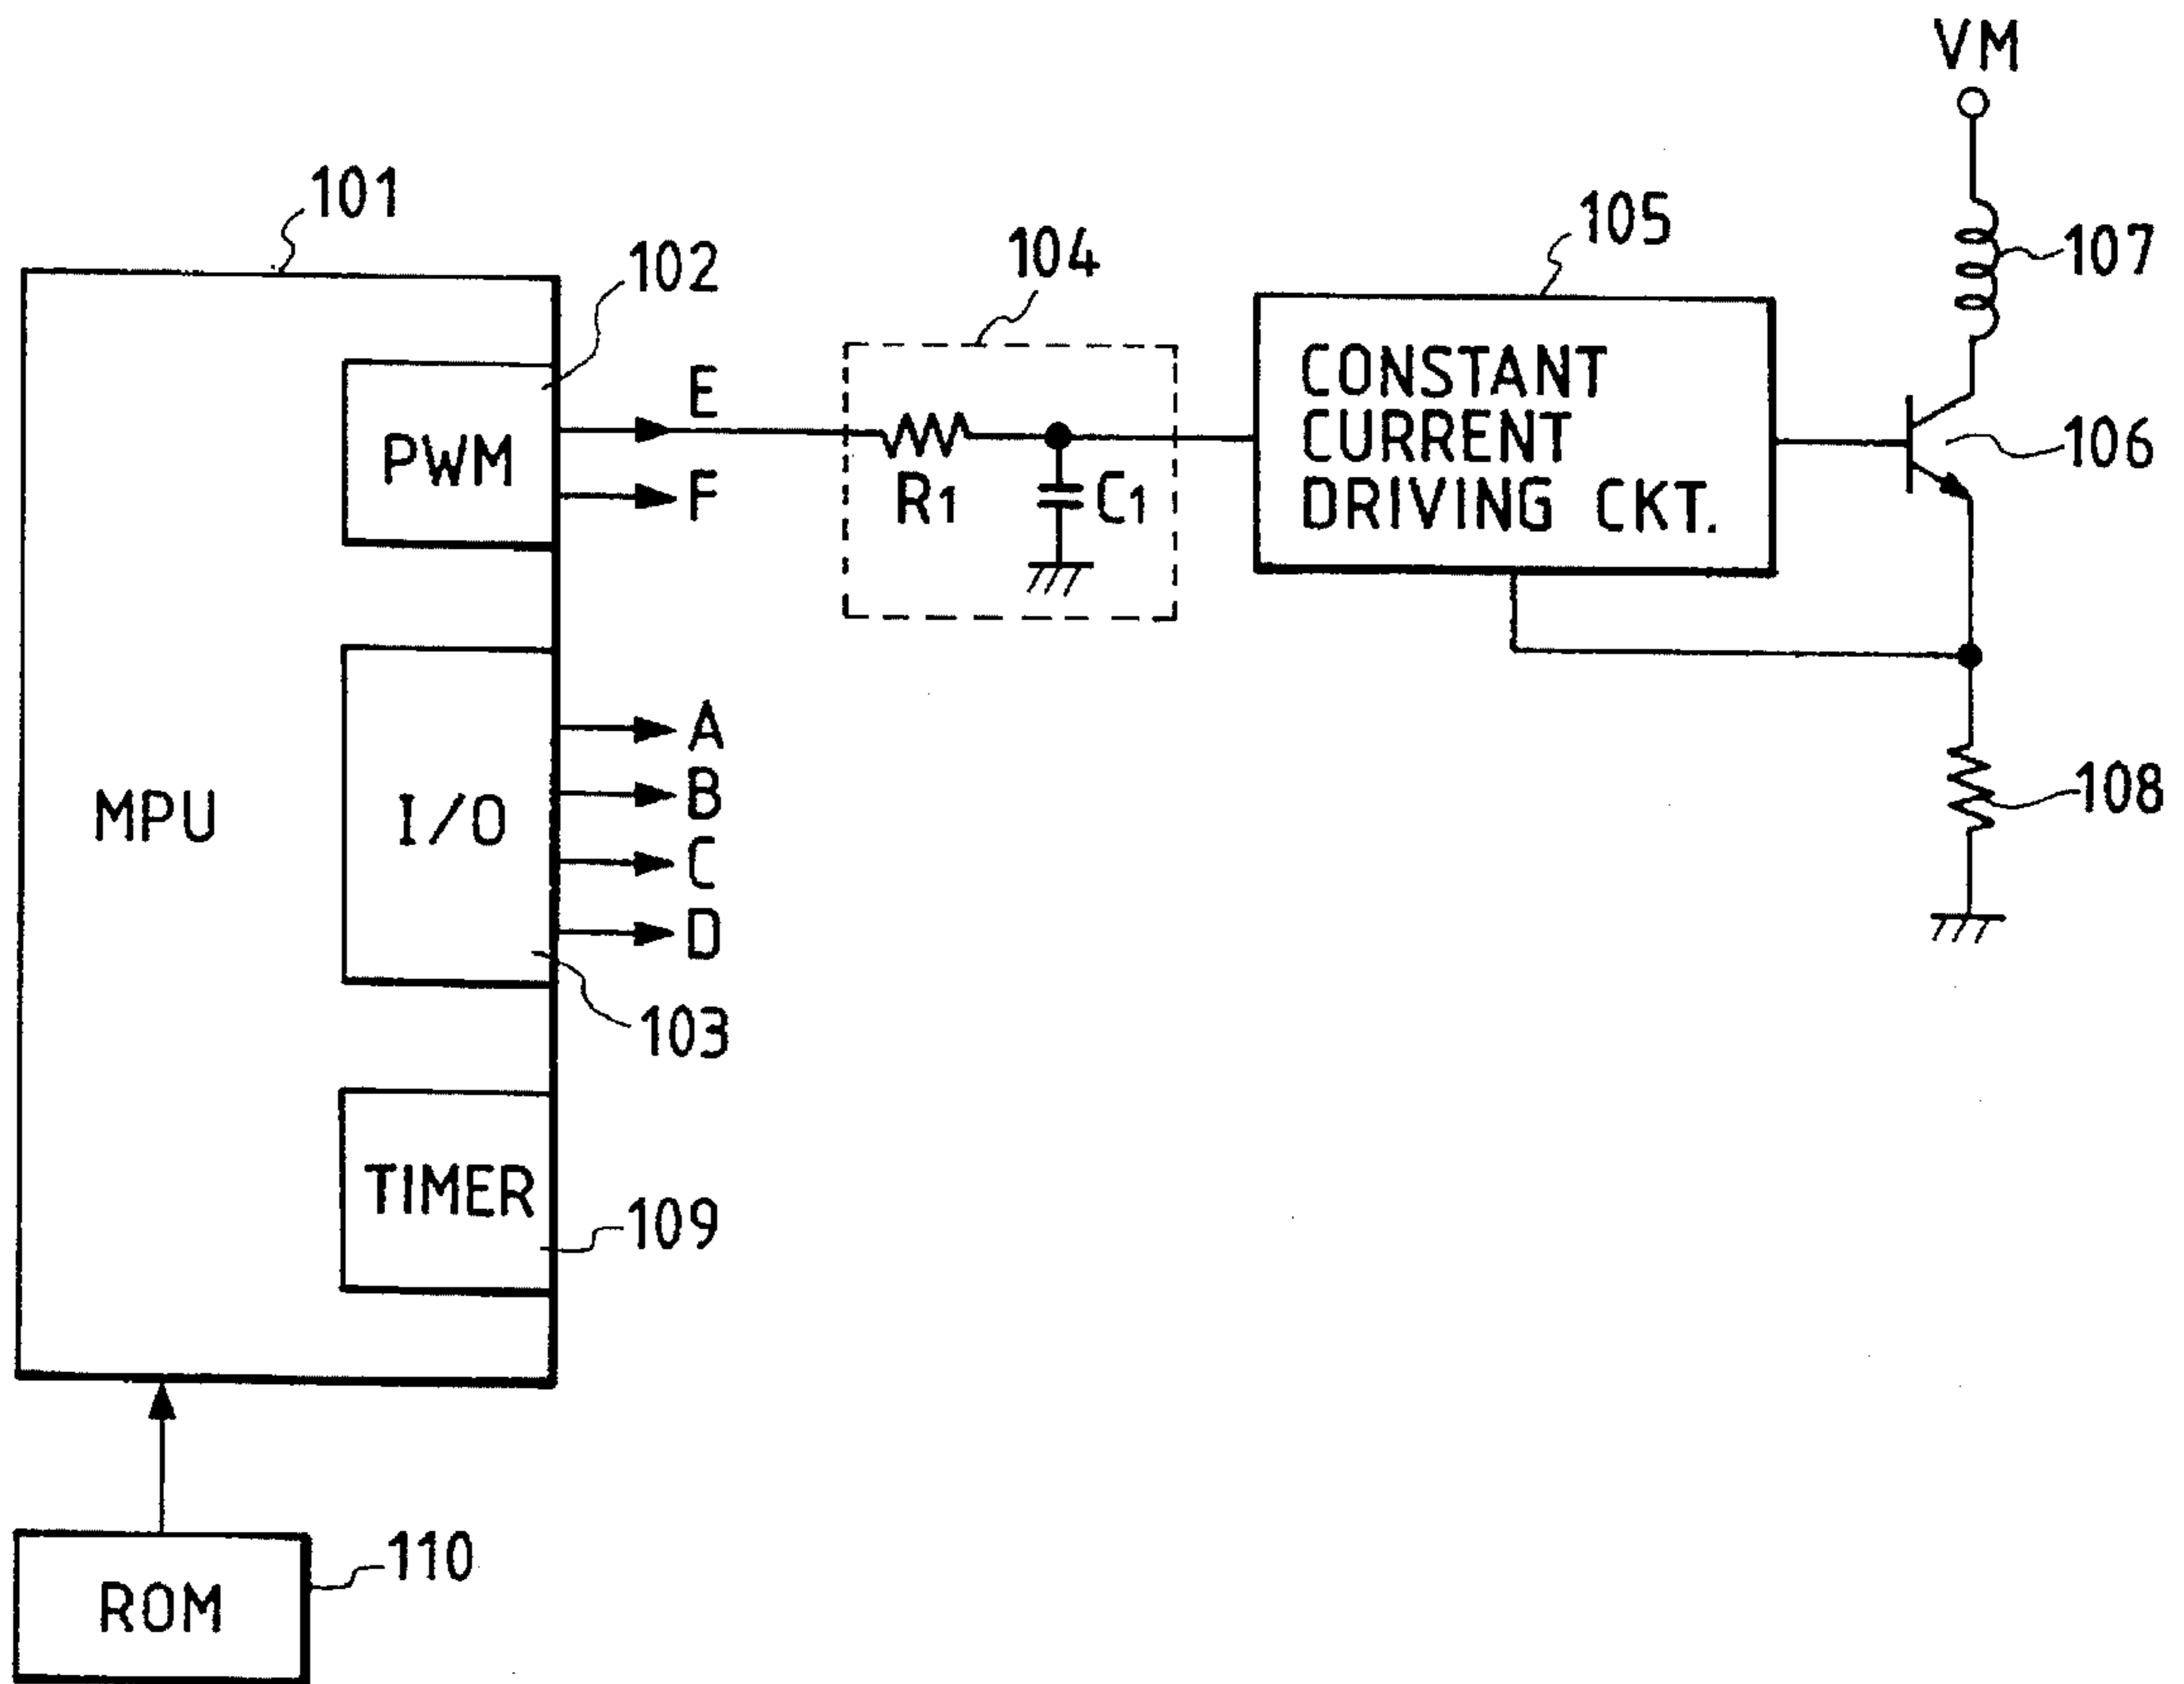 VM
101
102
104
105
107
PWM
E
F
R1
C1
CONSTANT
CURRENT
DRIVING CKT.
106
MPU
I/O
A
B
C
D
108
103
TIMER
109
110
ROM